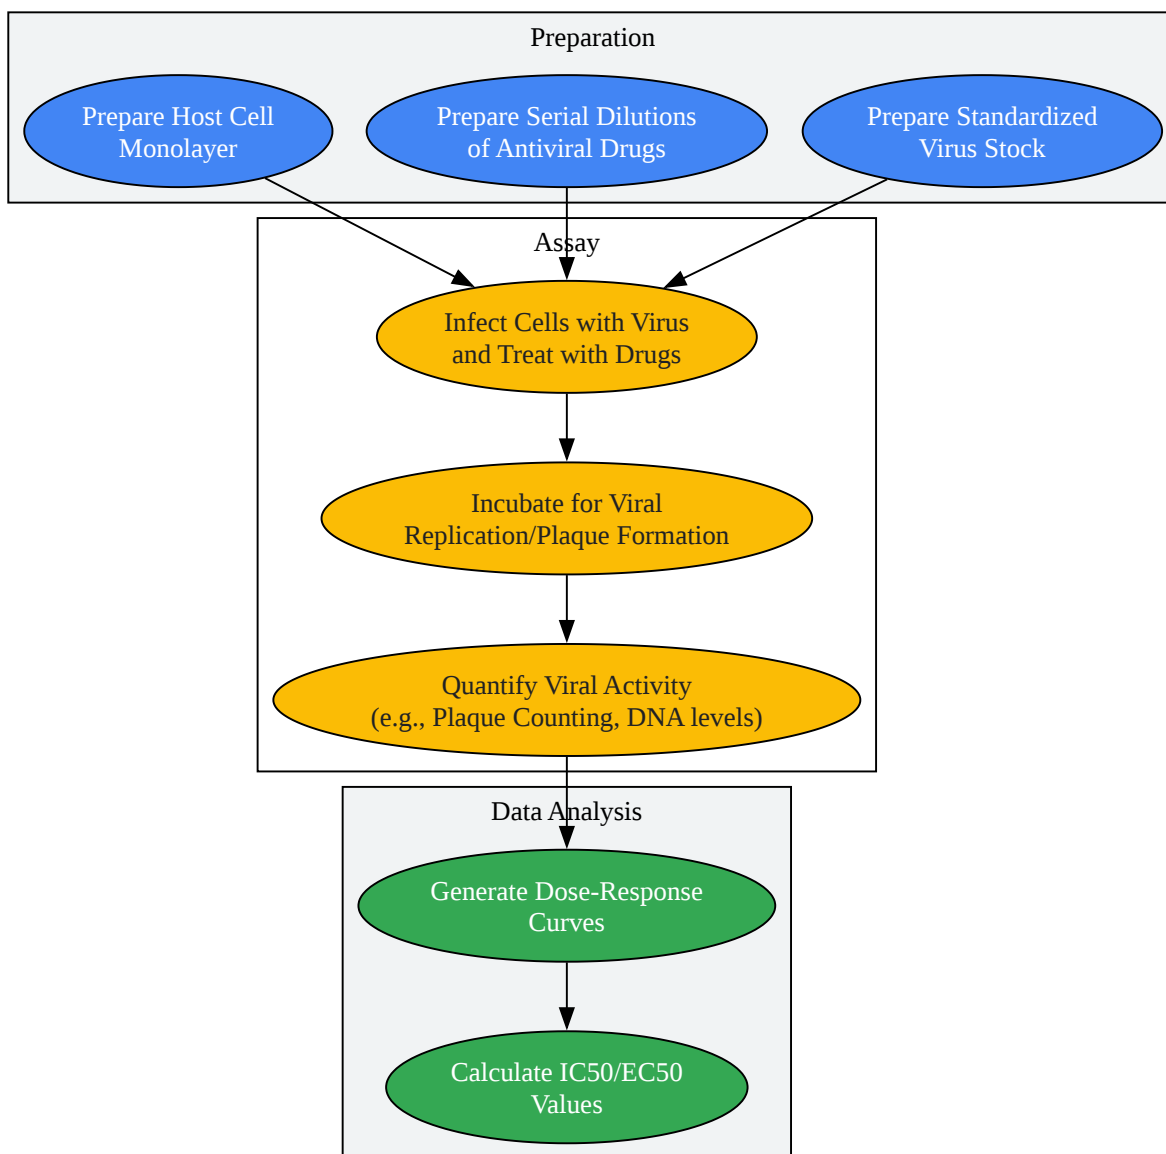 Preparation
Prepare Host Cell
Monolayer
Prepare Serial Dilutions
of Antiviral Drugs
Prepare Standardized
Virus Stock
Assay
Infect Cells with Virus
and Treat with Drugs
Incubate for Viral
Replication/Plaque Formation
Quantify Viral Activity
(e.g., Plaque Counting, DNA levels)
Data Analysis
Generate Dose-Response
Curves
Calculate IC50/EC50
Values